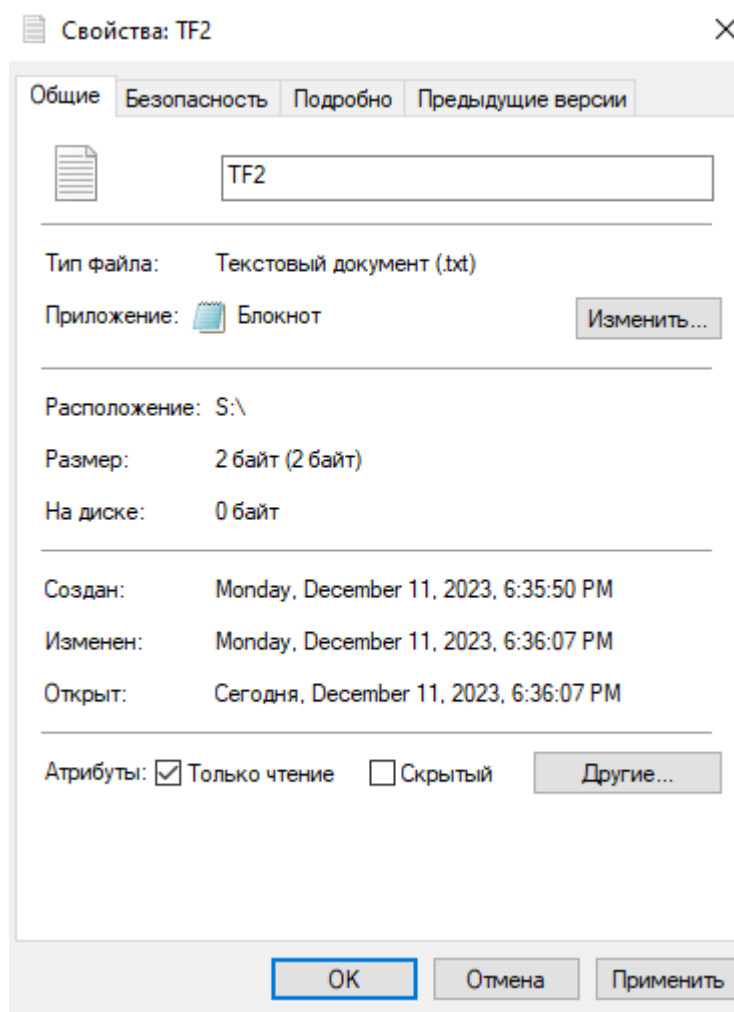 Свойства: TF2
Общие Безопасность Подробно Предыдущие версии
TF2
Тип файла: Текстовый документ (.txt)
Приложение: Блокнот Изменить...
Расположение: S:\
Размер: 2 байт (2 байт)
На диске: 0 байт
Создан: Monday, December 11, 2023, 6:35:50 PM
Изменен: Monday, December 11, 2023, 6:36:07 PM
Открыт: Сегодня, December 11, 2023, 6:36:07 PM
Атрибуты: Только чтение Скрытый Другие...
OK Отмена Применить